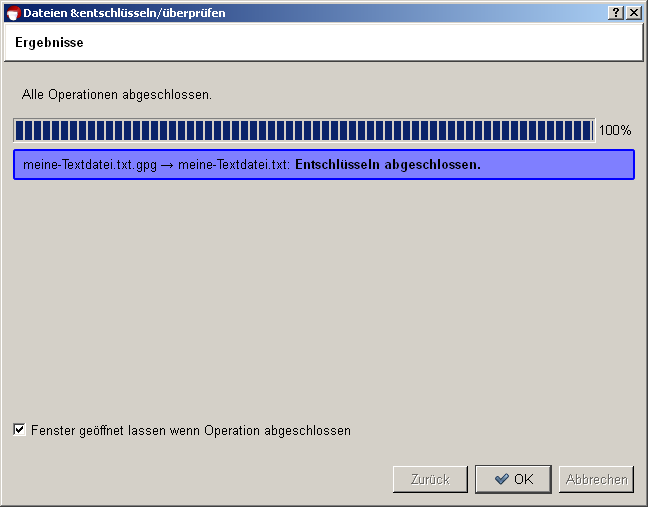 Dateien &entschlüsseln/überprüfen
Ergebnisse
Alle Operationen abgeschlossen.
100%
meine-Textdatei.txt.gpg → meine-Textdatei.txt: Entschlüsseln abgeschlossen.
Fenster geöffnet lassen wenn Operation abgeschlossen
Zurück OK Abbrechen